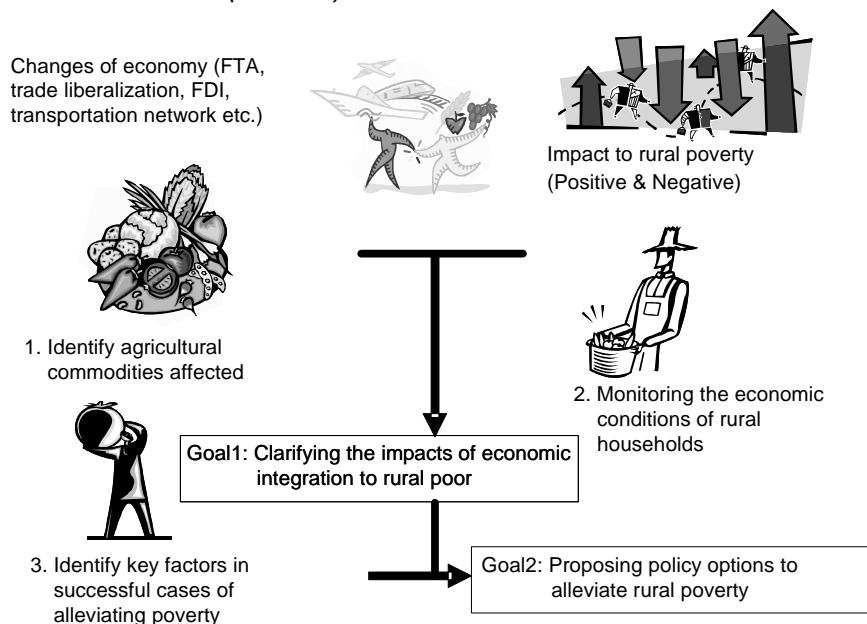 Changes of economy (FTA,
trade liberalization, FDI,
transportation network etc.)
Impact to rural poverty
(Positive & Negative)
1. Identify agricultural
commodities affected
2. Monitoring the economic
conditions of rural
households
Goal1: Clarifying the impacts of economic
integration to rural poor
3. Identify key factors in
successful cases of
alleviating poverty
Goal2: Proposing policy options to
alleviate rural poverty